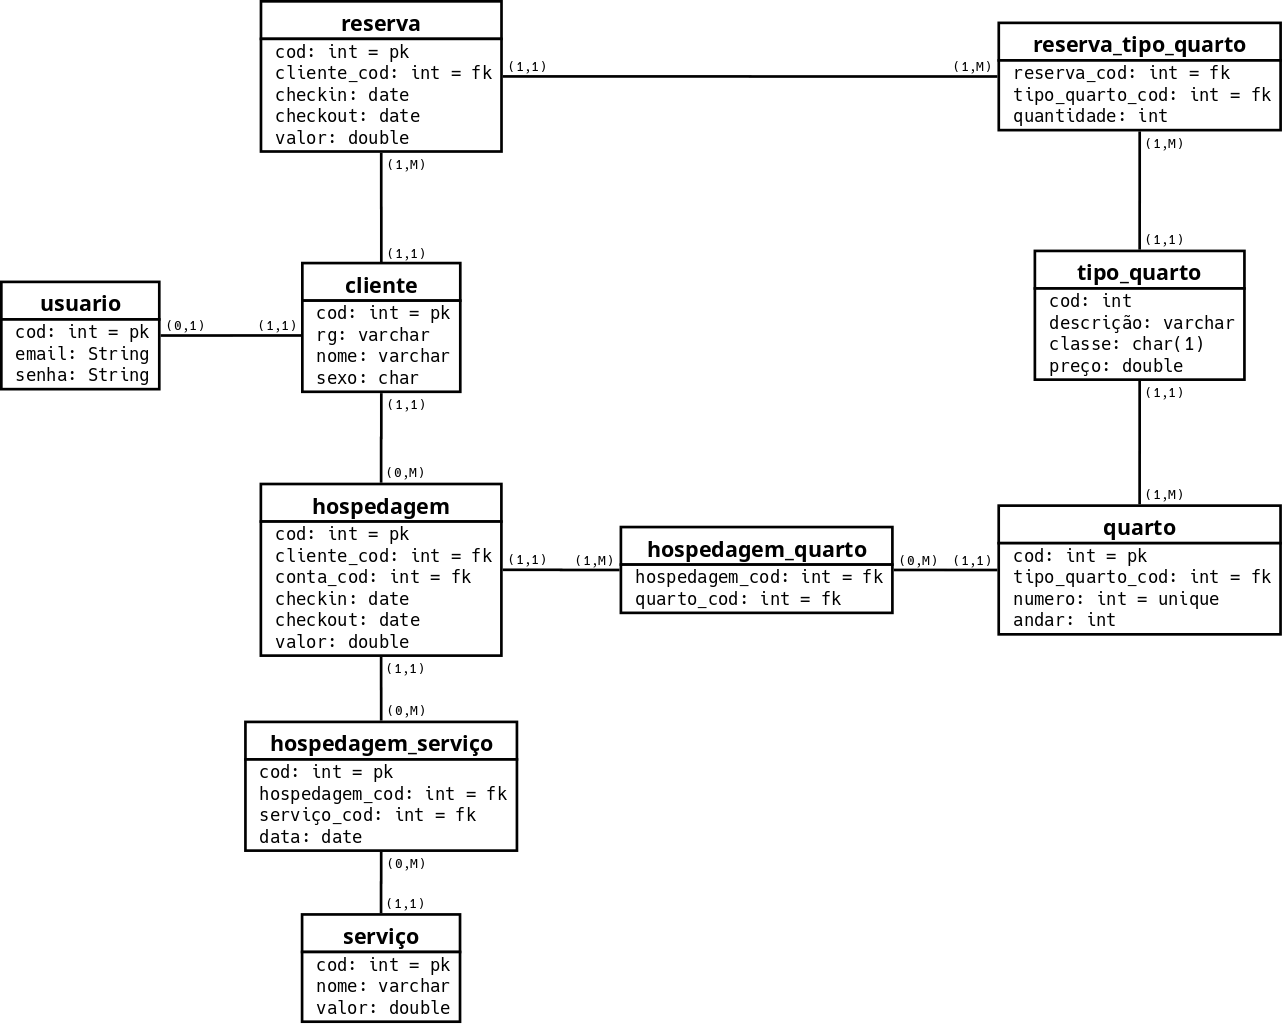 reserva
cod: int = pk
cliente_cod: int = fk
checkin: date
checkout: date
valor: double
(1,1)
(1,M)
reserva_tipo_quarto
reserva_cod: int = fk
tipo_quarto_cod: int = fk
quantidade: int
(1,M)
(1,M)
(1,1)
(1,1)
usuario
cod: int = pk
email: String
senha: String
(0,1)
(1,1)
cliente
cod: int = pk
rg: varchar
nome: varchar
sexo: char
tipo_quarto
cod: int
descrição: varchar
classe: char(1)
preço: double
(1,1)
(0,M)
(1,1)
(1,M)
hospedagem
cod: int = pk
cliente_cod: int = fk
conta_cod: int = fk
checkin: date
checkout: date
valor: double
(1,1)
(1,M)
hospedagem_quarto
hospedagem_cod: int = fk
quarto_cod: int = fk
(0,M)
(1,1)
quarto
cod: int = pk
tipo_quarto_cod: int = fk
numero: int = unique
andar: int
(1,1)
(0,M)
hospedagem_serviço
cod: int = pk
hospedagem_cod: int = fk
serviço_cod: int = fk
data: date
(0,M)
(1,1)
serviço
cod: int = pk
nome: varchar
valor: double